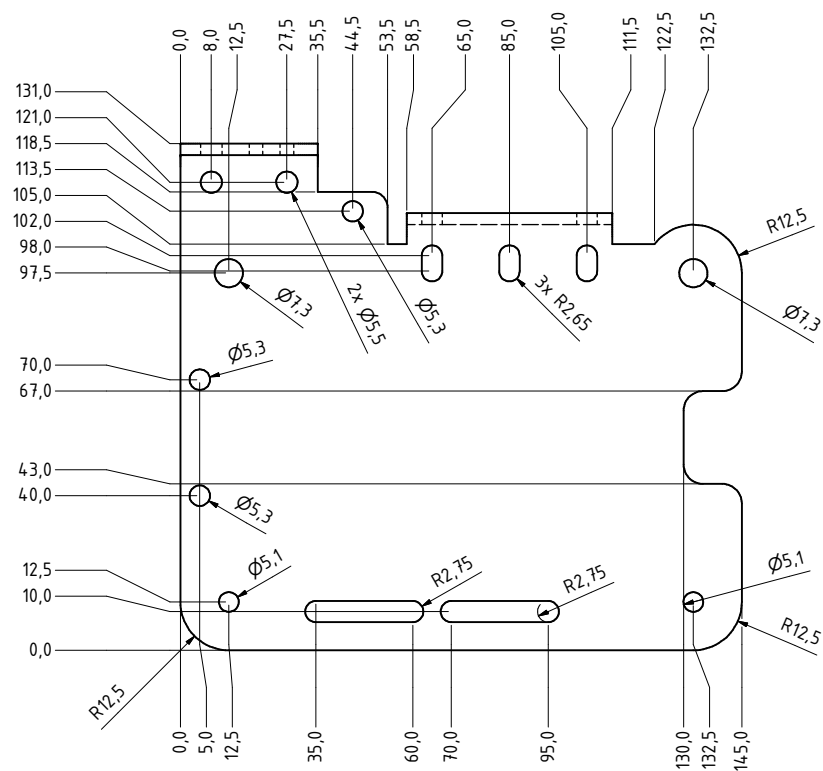 0,0
8,0
12,5
27,5
35,5
44,5
53,5
58,5
65,0
85,0
105,0
111,5
122,5
132,5
131,0
121,0
118,5
113,5
105,0
102,0
98,0
97,5
70,0
67,0
43,0
40,0
12,5
10,0
0,0
R12,5
Ø7,3
2x Ø5,5
Ø5,3
3x R2,65
Ø7,3
Ø5,3
Ø5,3
Ø5,1
R2,75
R2,75
Ø5,1
R12,5
R12,5
0,0
5,0
12,5
35,0
60,0
70,0
95,0
130,0
132,5
145,0